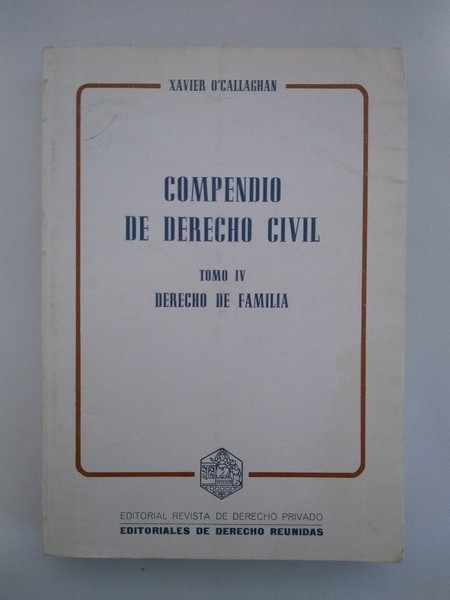 XAVIER O'CALLAGHAN
COMPENDIO
DE DERECHO CIVIL
TOMO IV
DERECHO DE FAMILIA
EDITORIAL REVISTA DE DERECHO PRIVADO
EDITORIALES DE DERECHO REUNIDAS